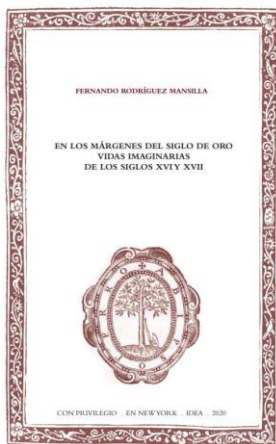 FERNANDO RODRÍGUEZ MANSILLA
EN LOS MÁRGENES DEL SIGLO DE ORO
VIDAS IMAGINARIAS
DE LOS SIGLOS XVI Y XVII
CON PRIVILEGIO . EN NEW YORK . IDEA . 2020